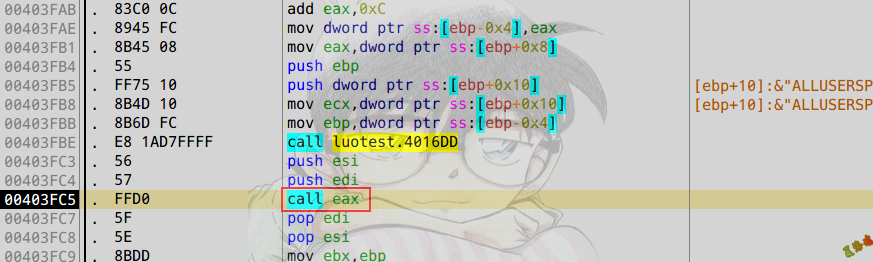 00403FAB . 83C0 0C add eax,0xC
00403FAE . 8945 FC mov dword ptr ss:[ebp-0x4],eax
00403FB1 . 8B45 08 mov eax,dword ptr ss:[ebp+0x8]
00403FB4 . 55 push ebp
00403FB5 . FF75 10 push dword ptr ss:[ebp+0x10] [ebp+10]:&"ALLUSERSP
00403FB8 . 8B4D 10 mov ecx,dword ptr ss:[ebp+0x10] [ebp+10]:&"ALLUSERSP
00403FBB . 8B6D FC mov ebp,dword ptr ss:[ebp-0x4]
00403FBE . E8 1AD7FFFF call luotest.4016DD
00403FC3 . 56 push esi
00403FC4 . 57 push edi
00403FC5 . FFD0 call eax
00403FC7 . 5F pop edi
00403FC8 . 5E pop esi
00403FC9 . 8BDD mov ebx,ebp